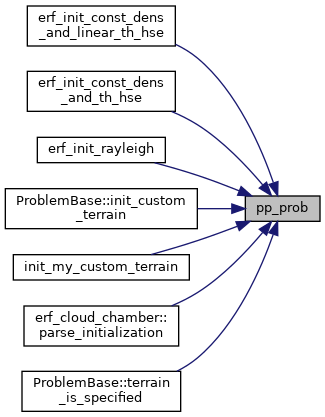 erf_init_const_dens
_and_linear_th_hse
erf_init_const_dens
_and_th_hse
erf_init_rayleigh
ProblemBase::init_custom
_terrain
pp_prob
init_my_custom_terrain
erf_cloud_chamber::
parse_initialization
ProblemBase::terrain
_is_specified